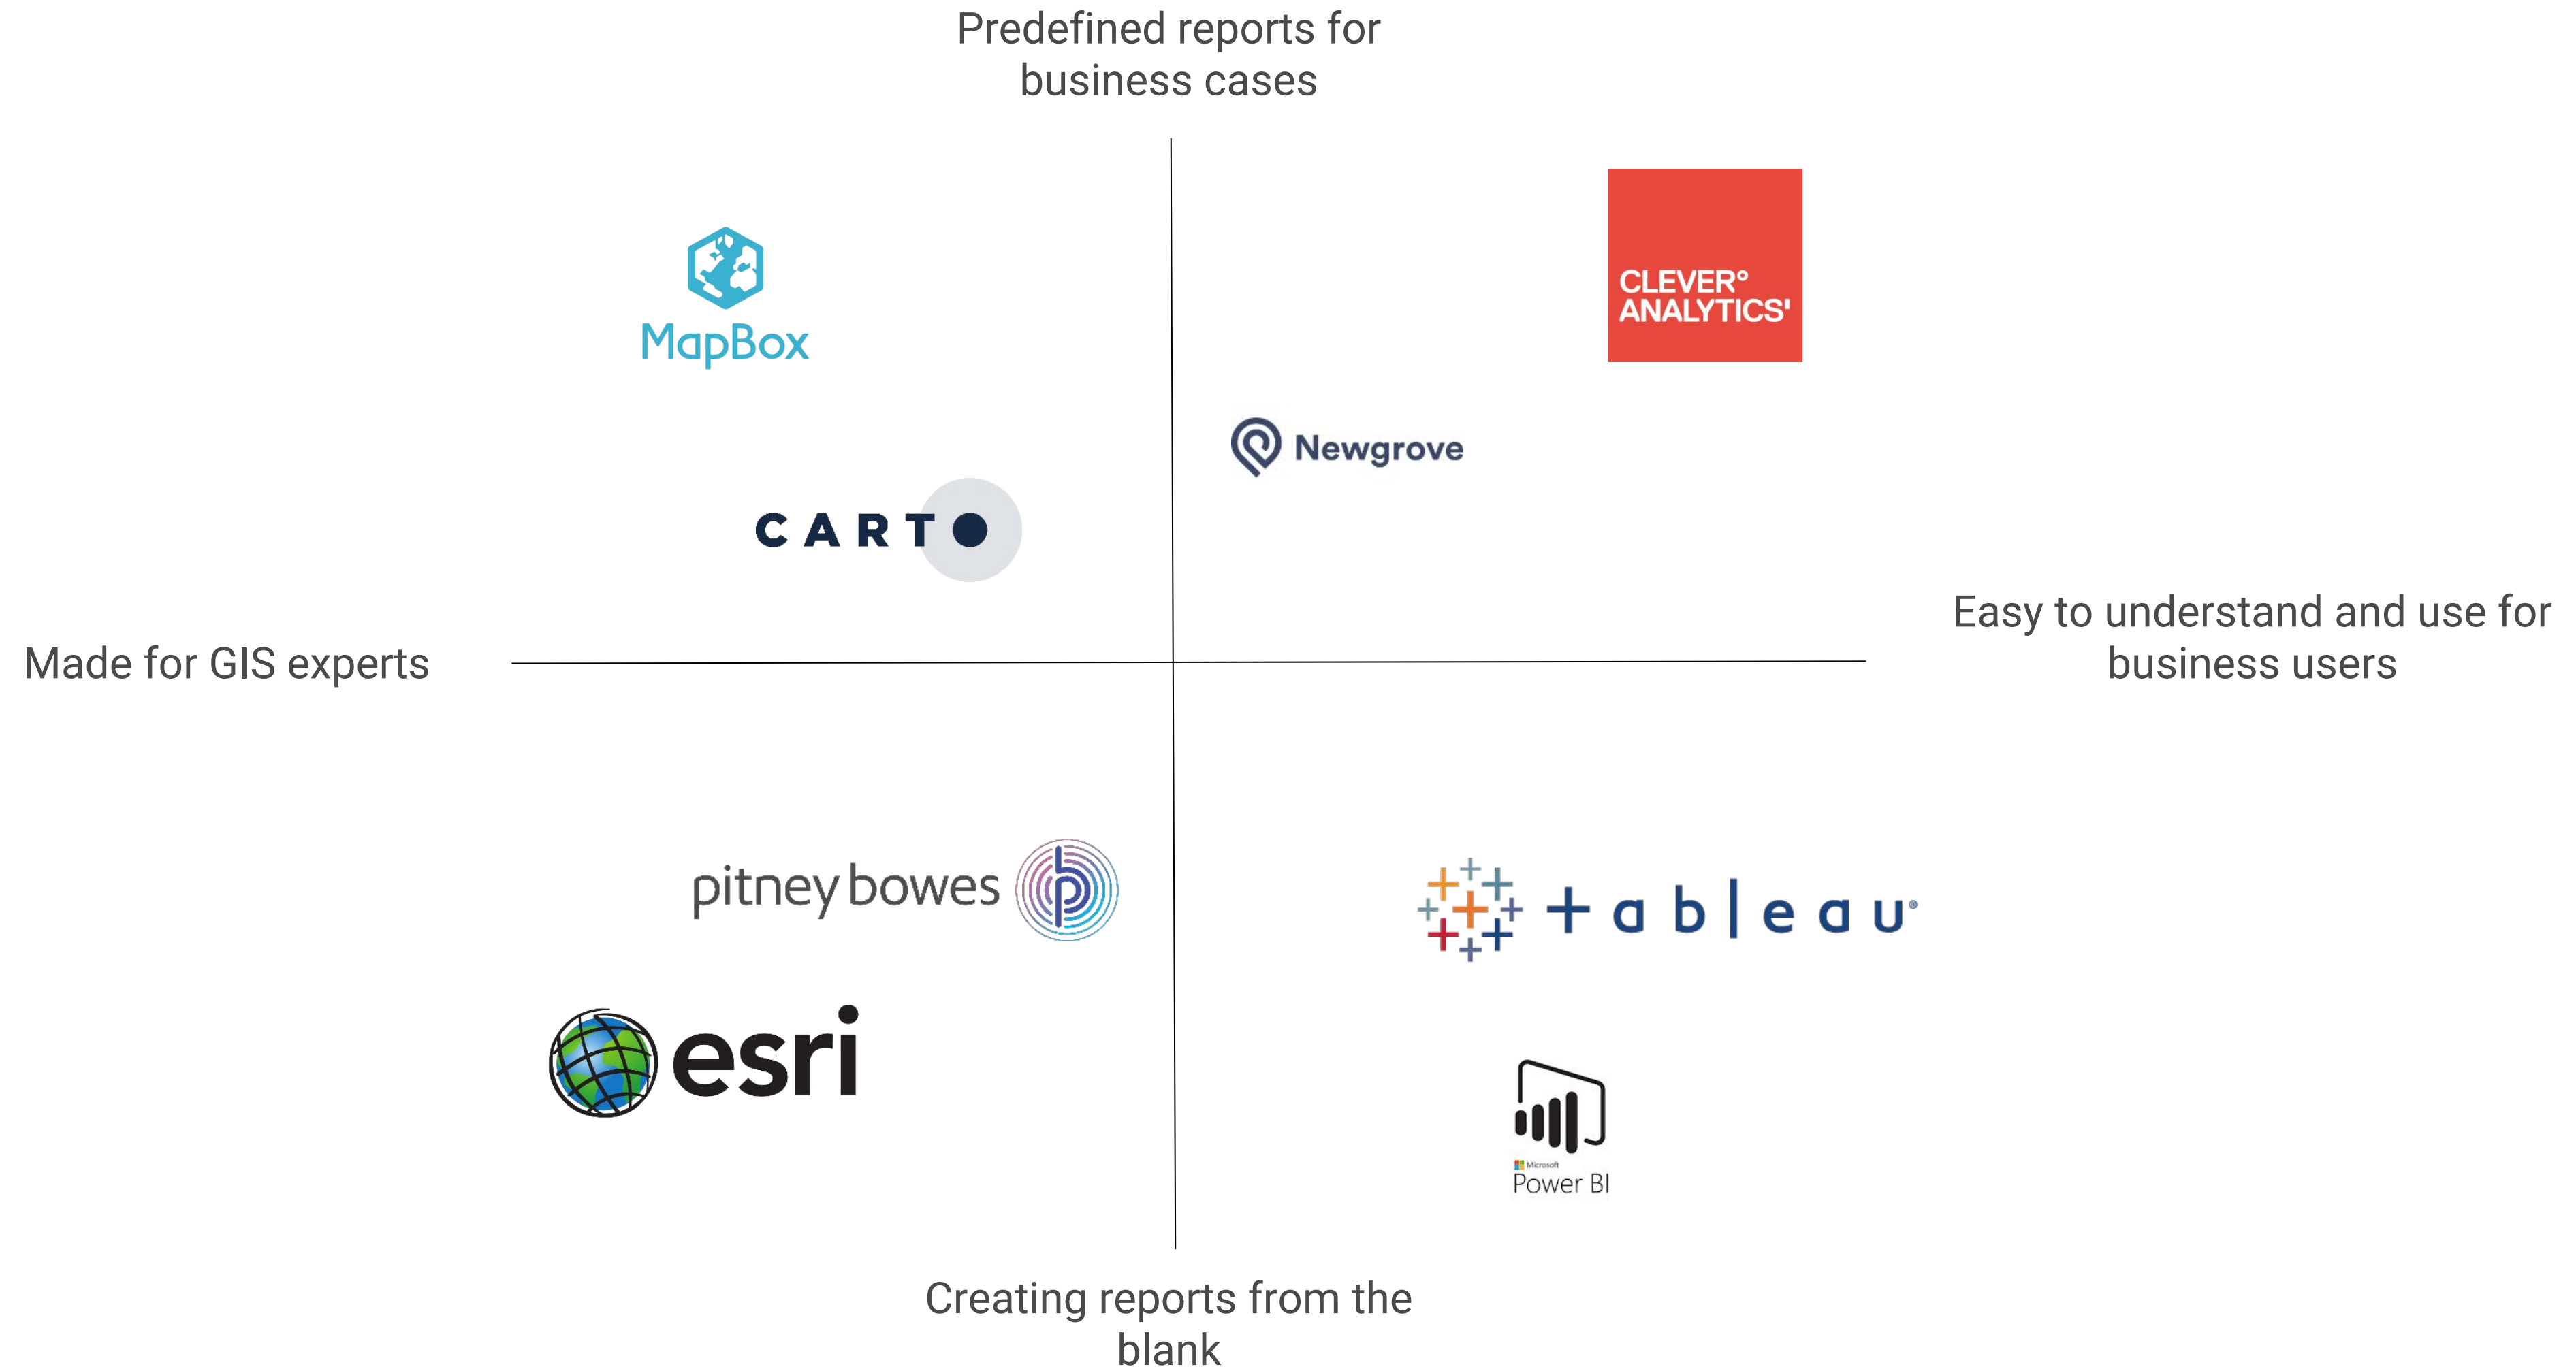 Predefined reports for
business cases
MapBox
CLEVER°
ANALYTICS'
Newgrove
CARTO
Made for GIS experts
Easy to understand and use for
business users
pitney bowes
+ableau®
esri
Microsoft
Power BI
Creating reports from the
blank